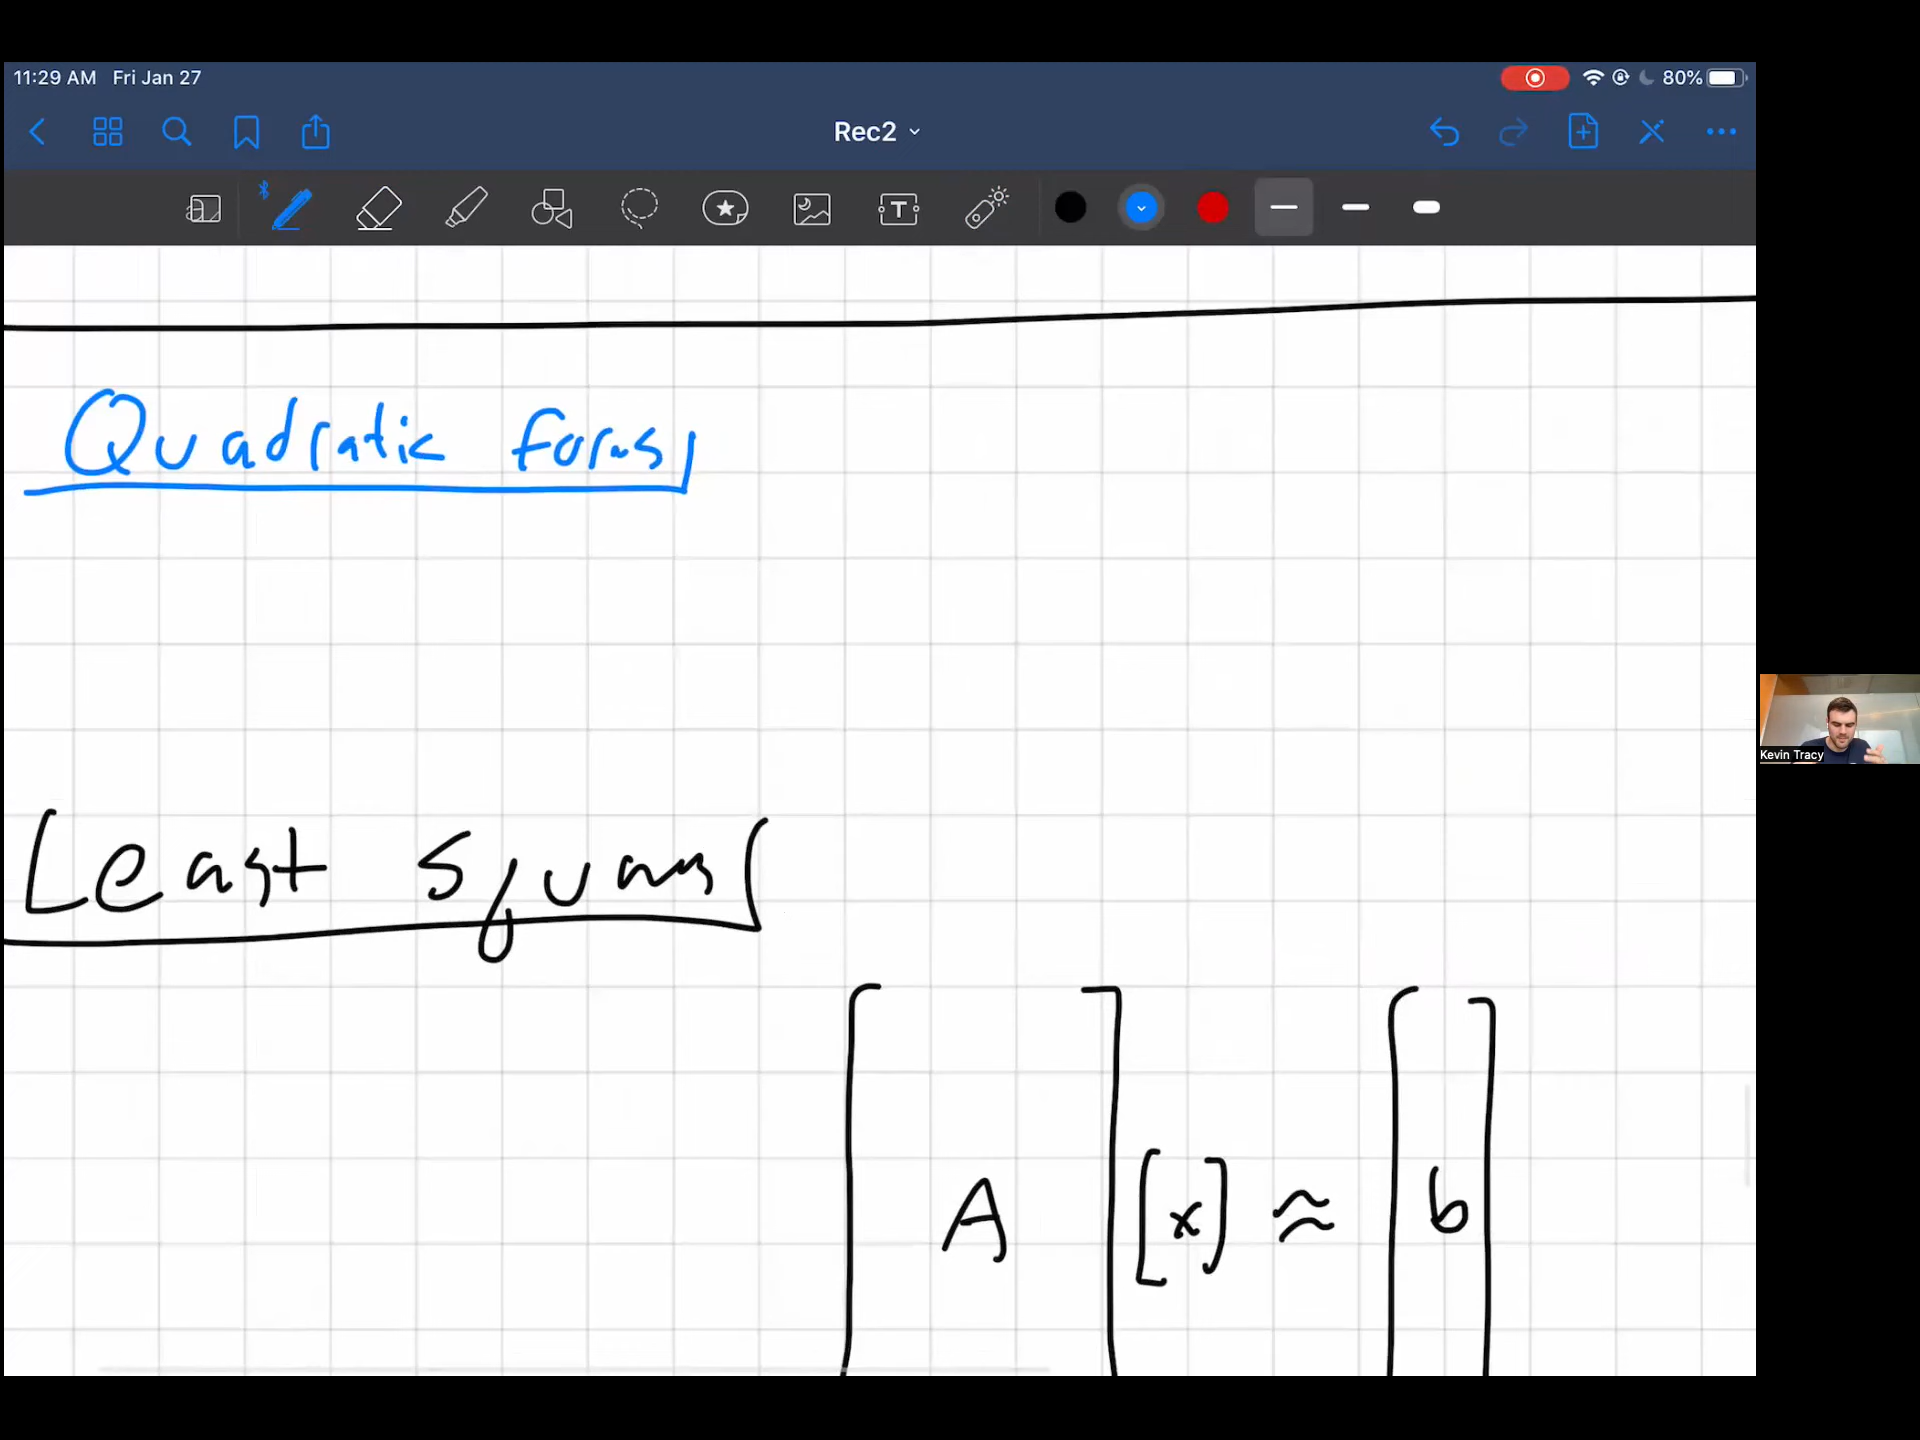 11:29 AM Fri Jan 27 80%
Rec2
T
Quadratic forms
Kevin Tracy
Least squares
[A] [x] ≈ [b]